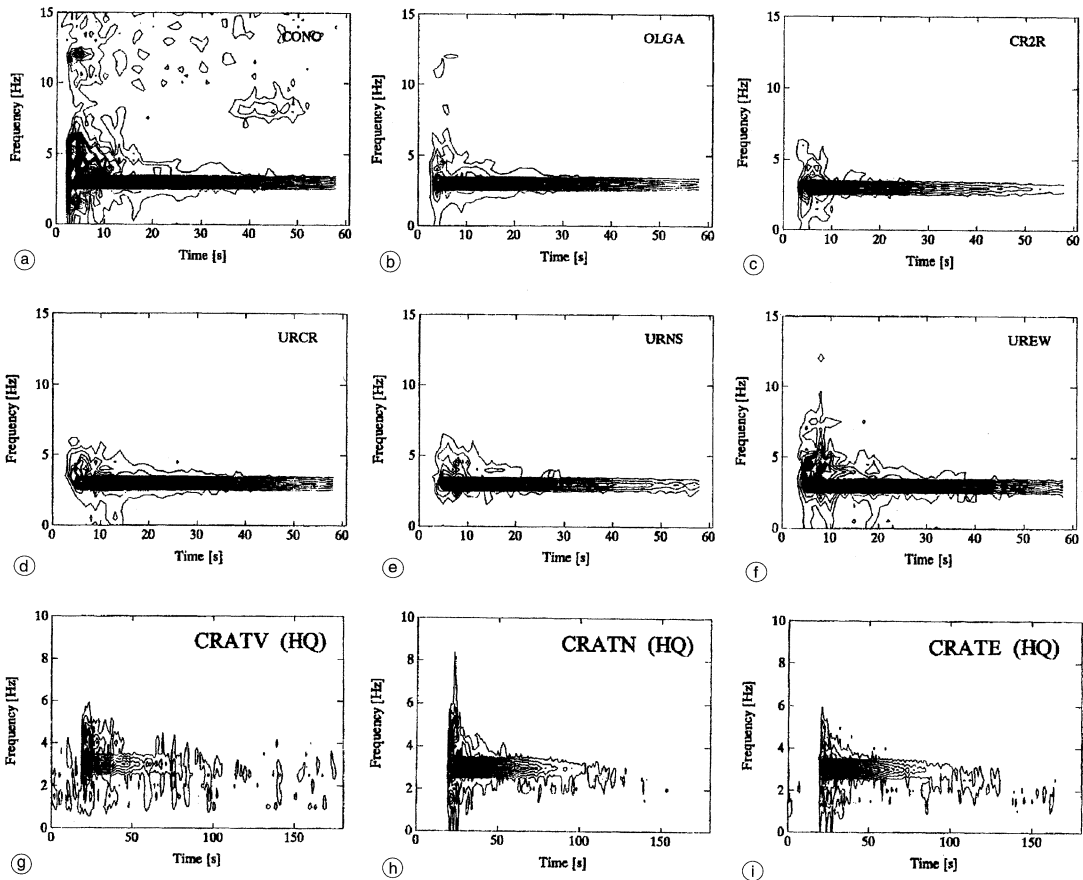 15
10
5
0
Frequency [Hz]
CONO
0 10 20 30 40 50 60
Time [s]
a
15
10
5
0
Frequency [Hz]
OLGA
0 10 20 30 40 50 60
Time [s]
b
15
10
5
0
Frequency [Hz]
CR2R
0 10 20 30 40 50 60
Time [s]
c
15
10
5
0
Frequency [Hz]
URCR
0 10 20 30 40 50 60
Time [s]
d
15
10
5
0
Frequency [Hz]
URNS
0 10 20 30 40 50 60
Time [s]
e
15
10
5
0
Frequency [Hz]
UREW
0 10 20 30 40 50 60
Time [s]
f
10
8
6
4
2
0
Frequency [Hz]
CRATV (HQ)
0 50 100 150
Time [s]
g
10
8
6
4
2
0
Frequency [Hz]
CRATN (HQ)
0 50 100 150
Time [s]
h
10
8
6
4
2
0
Frequency [Hz]
CRATE (HQ)
0 50 100 150
Time [s]
i